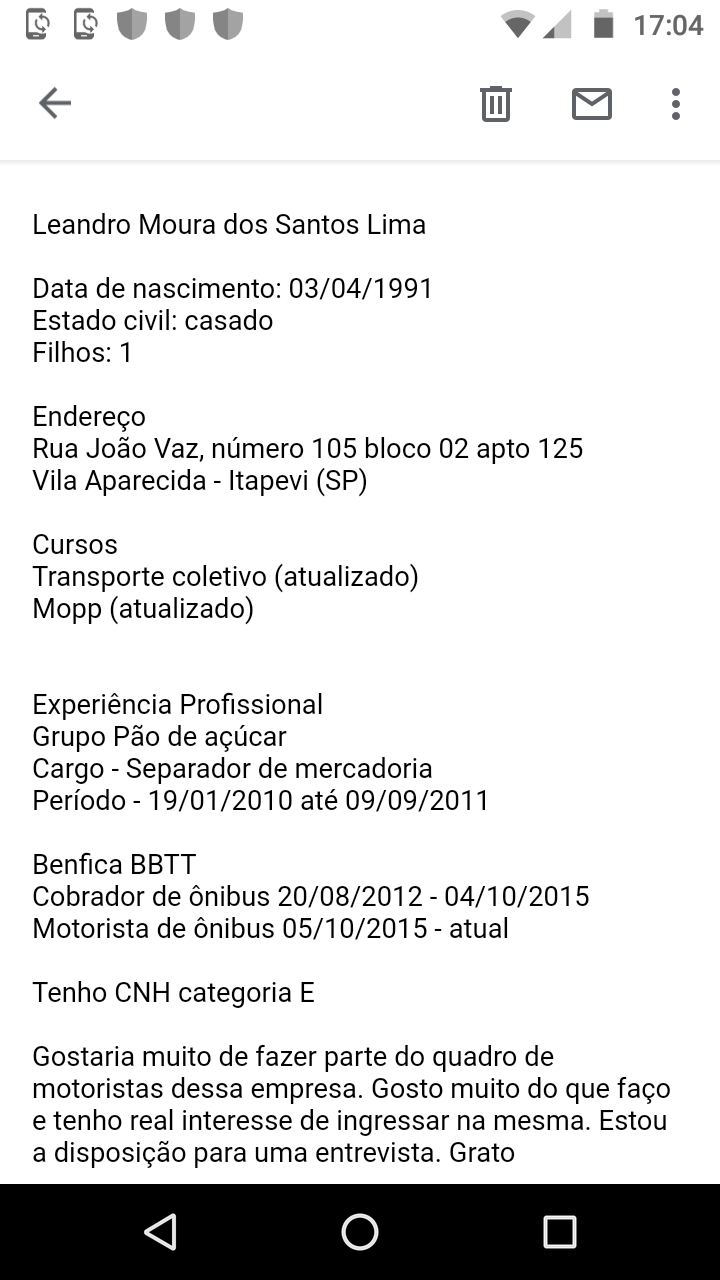 17:04
Leandro Moura dos Santos Lima
Data de nascimento: 03/04/1991
Estado civil: casado
Filhos: 1
Endereço
Rua João Vaz, número 105 bloco 02 apto 125
Vila Aparecida - Itapevi (SP)
Cursos
Transporte coletivo (atualizado)
Mopp (atualizado)
Experiência Profissional
Grupo Pão de açúcar
Cargo - Separador de mercadoria
Período - 19/01/2010 até 09/09/2011
Benfica BBTT
Cobrador de ônibus 20/08/2012 - 04/10/2015
Motorista de ônibus 05/10/2015 - atual
Tenho CNH categoria E
Gostaria muito de fazer parte do quadro de
motoristas dessa empresa. Gosto muito do que faço
e tenho real interesse de ingressar na mesma. Estou
a disposição para uma entrevista. Grato